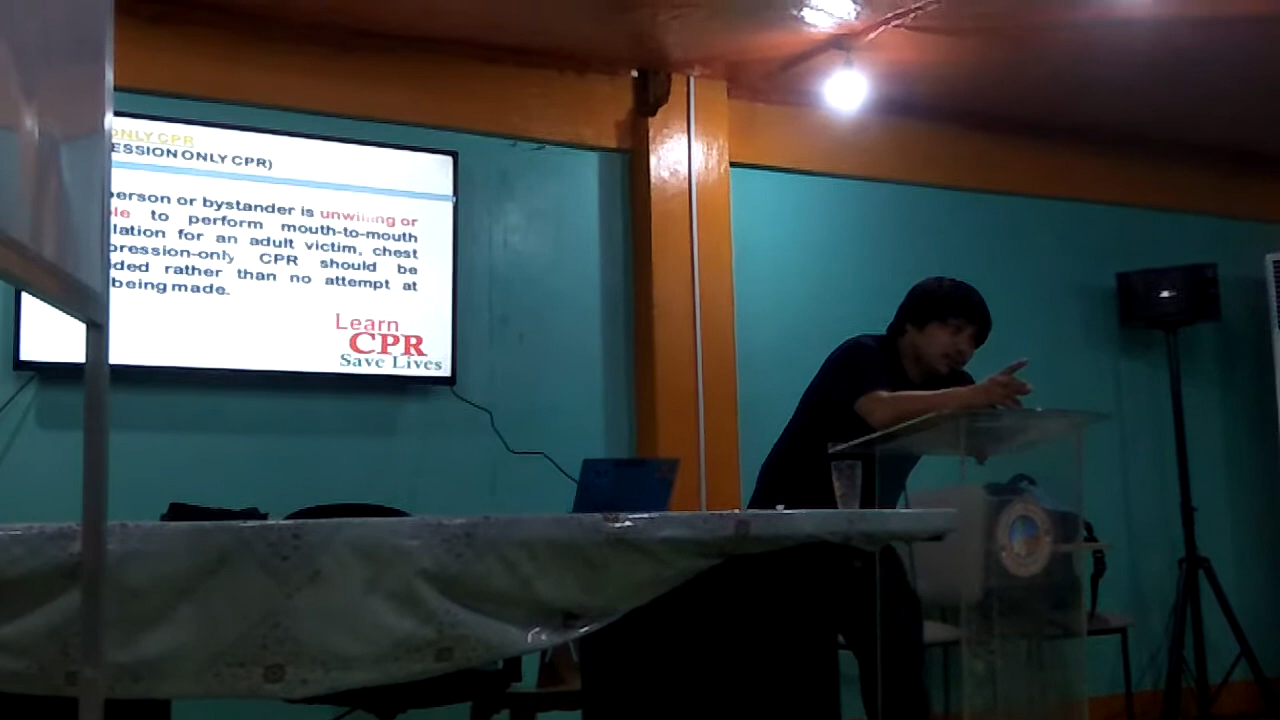 ONLY CPR
ESSION ONLY CPR)
person or bystander is unwilling or
le to perform mouth-to-mouth
lation for an adult victim, chest
pression-only CPR should be
ded rather than no attempt at
being made.
Learn
CPR
Save Lives